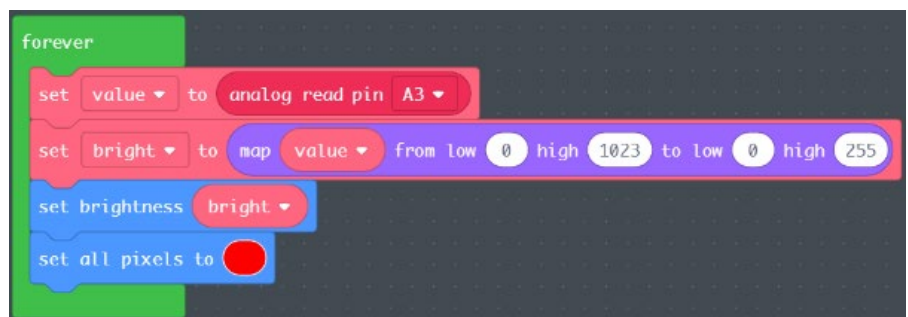 forever
set value to analog read pin A3
set bright to map value from low 0 high 1023 to low 0 high 255
set brightness bright
set all pixels to